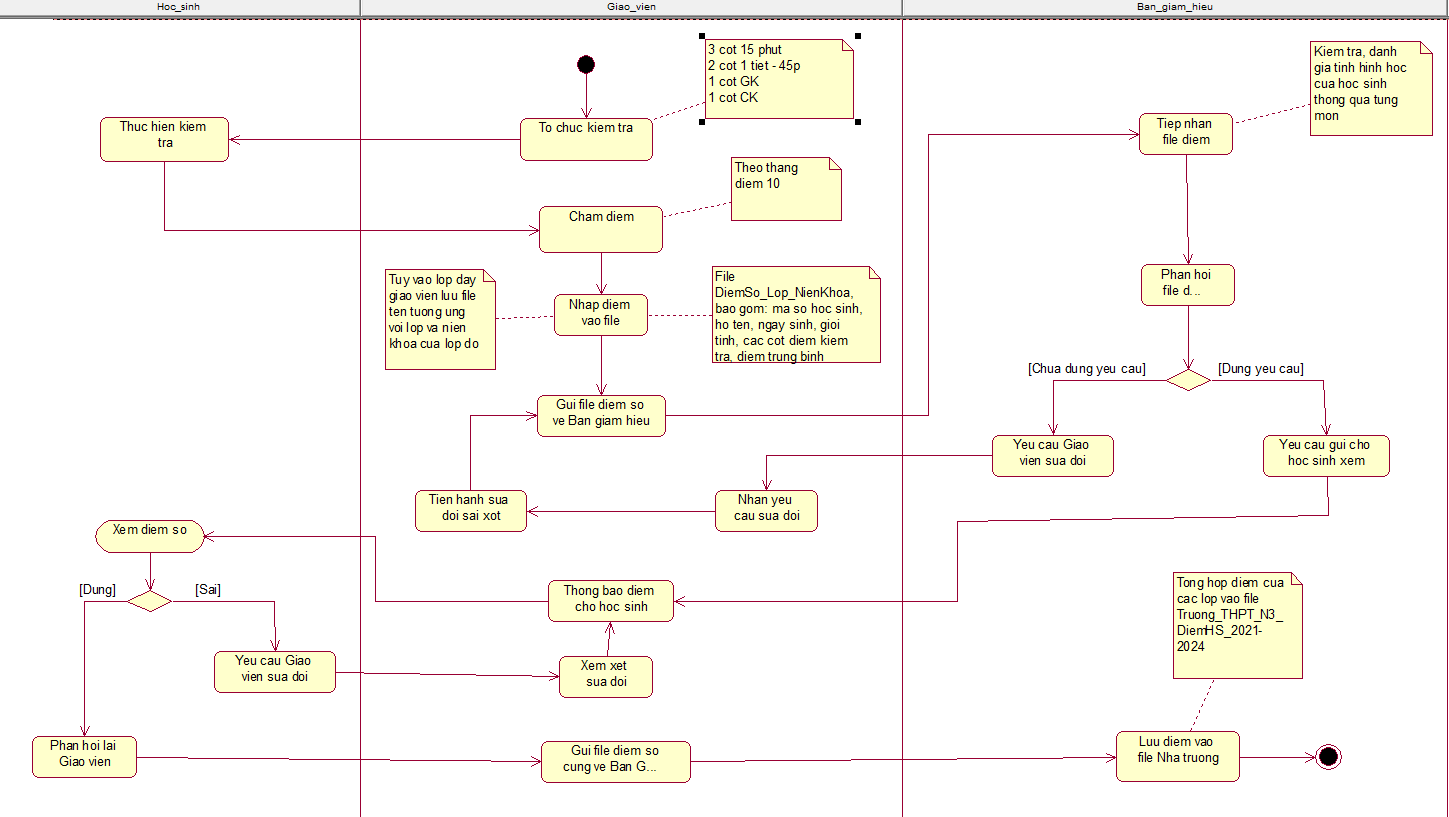 Hoc_sinh
Giao_vien
Ban_giam_hieu
3 cot 15 phut
2 cot 1 tiet - 45p
1 cot GK
1 cot CK
Kiem tra, danh
gia tinh hinh hoc
cua hoc sinh
thong qua tung
mon
Thuc hien kiem
tra
To chuc kiem tra
Tiep nhan
file diem
Theo thang
diem 10
Cham diem
Tuy vao lop day
giao vien luu file
ten tuong ung
voi lop va nien
khoa cua lop do
Nhap diem
vao file
File
DiemSo_Lop_NienKhoa,
bao gom: ma so hoc sinh,
ho ten, ngay sinh, gioi
tinh, cac cot diem kiem
tra, diem trung binh
Phan hoi
file d...
[Chua dung yeu cau]
[Dung yeu cau]
Gui file diem so
ve Ban giam hieu
Yeu cau Giao
vien sua doi
Yeu cau gui cho
hoc sinh xem
Tien hanh sua
doi sai xot
Nhan yeu
cau sua doi
Xem diem so
[Dung]
[Sai]
Thong bao diem
cho hoc sinh
Tong hop diem cua
cac lop vao file
Truong_THPT_N3_
DiemHS_2021-
2024
Yeu cau Giao
vien sua doi
Xem xet
sua doi
Phan hoi lai
Giao vien
Gui file diem so
cung ve Ban G...
Luu diem vao
file Nha truong